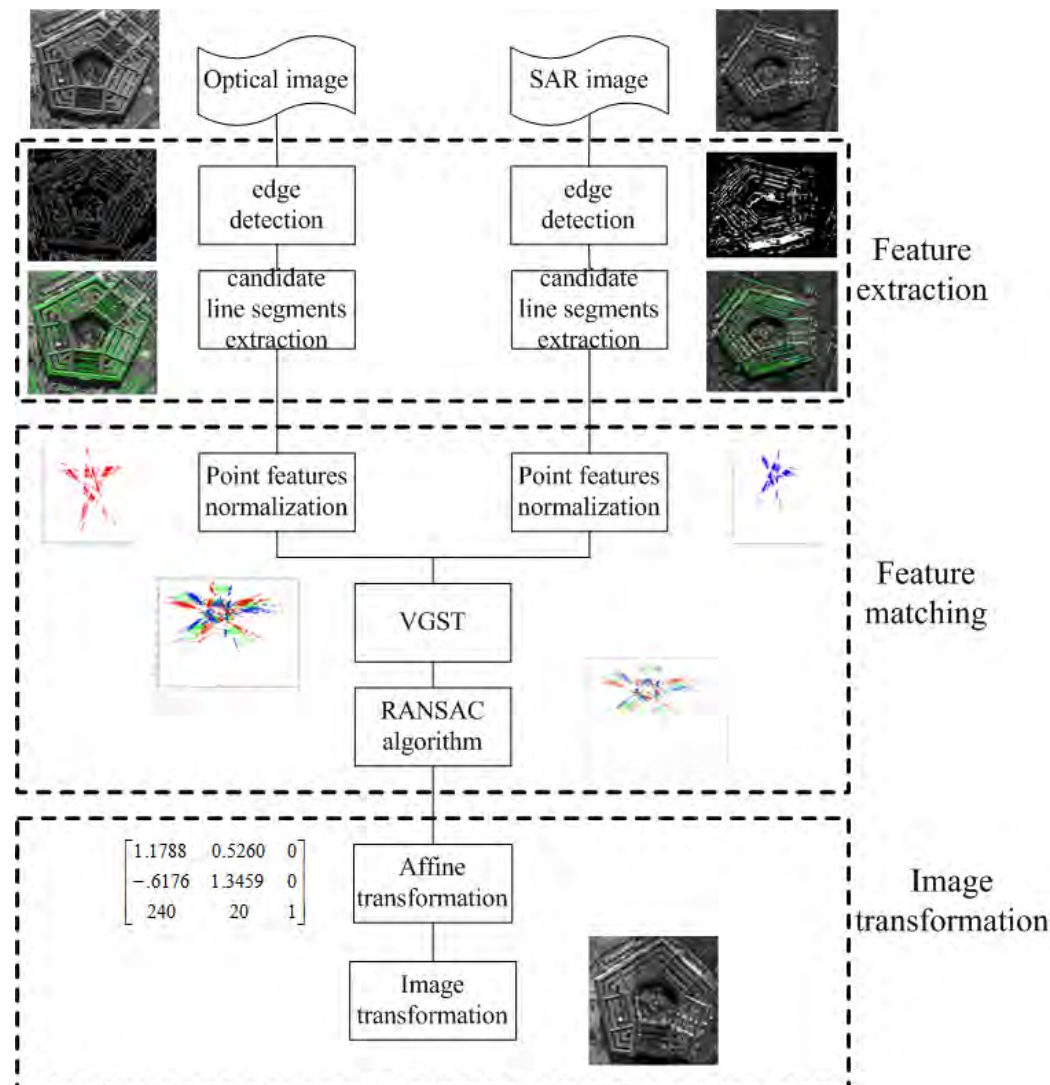 Optical image
SAR image
edge
detection
edge
detection
candidate
line segments
extraction
candidate
line segments
extraction
Feature
extraction
Point features
normalization
Point features
normalization
VGST
RANSAC
algorithm
Feature
matching
1.1788 0.5260 0
-.6176 1.3459 0
240 20 1
Affine
transformation
Image
transformation
Image
transformation